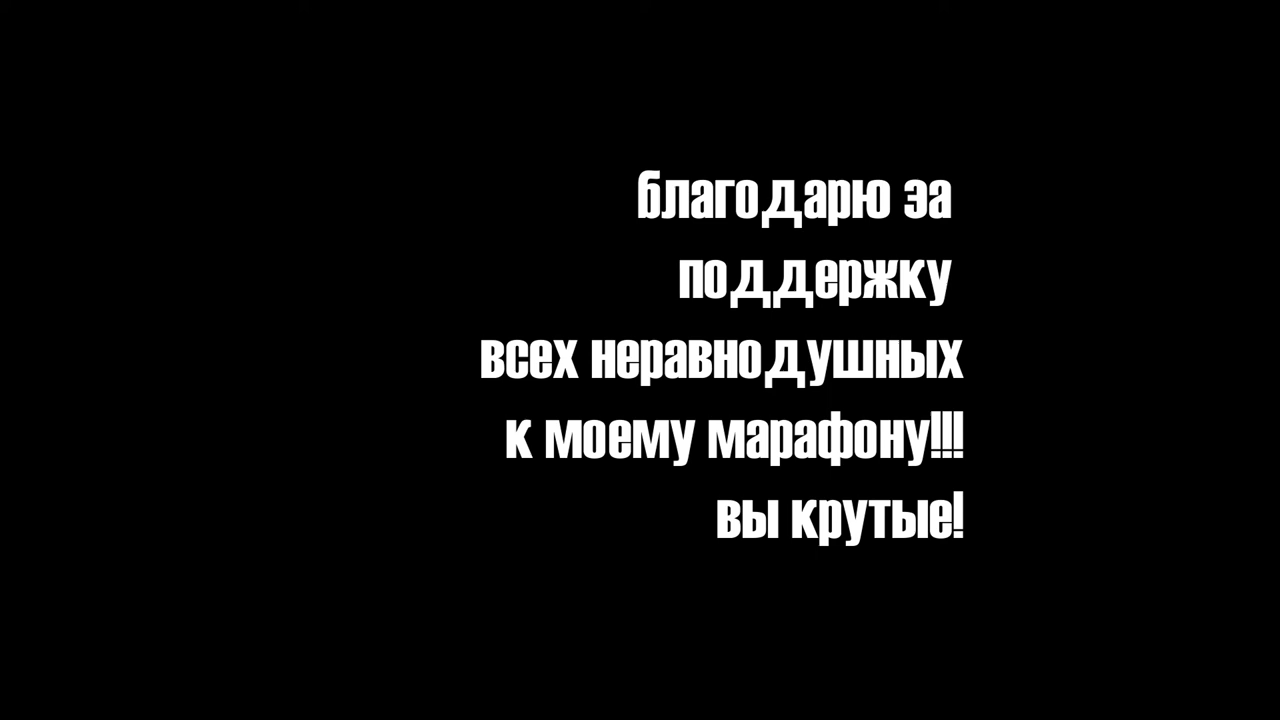 благодарю за
поддержку
всех неравнодушных
к моему марафону!!!
вы крутые!